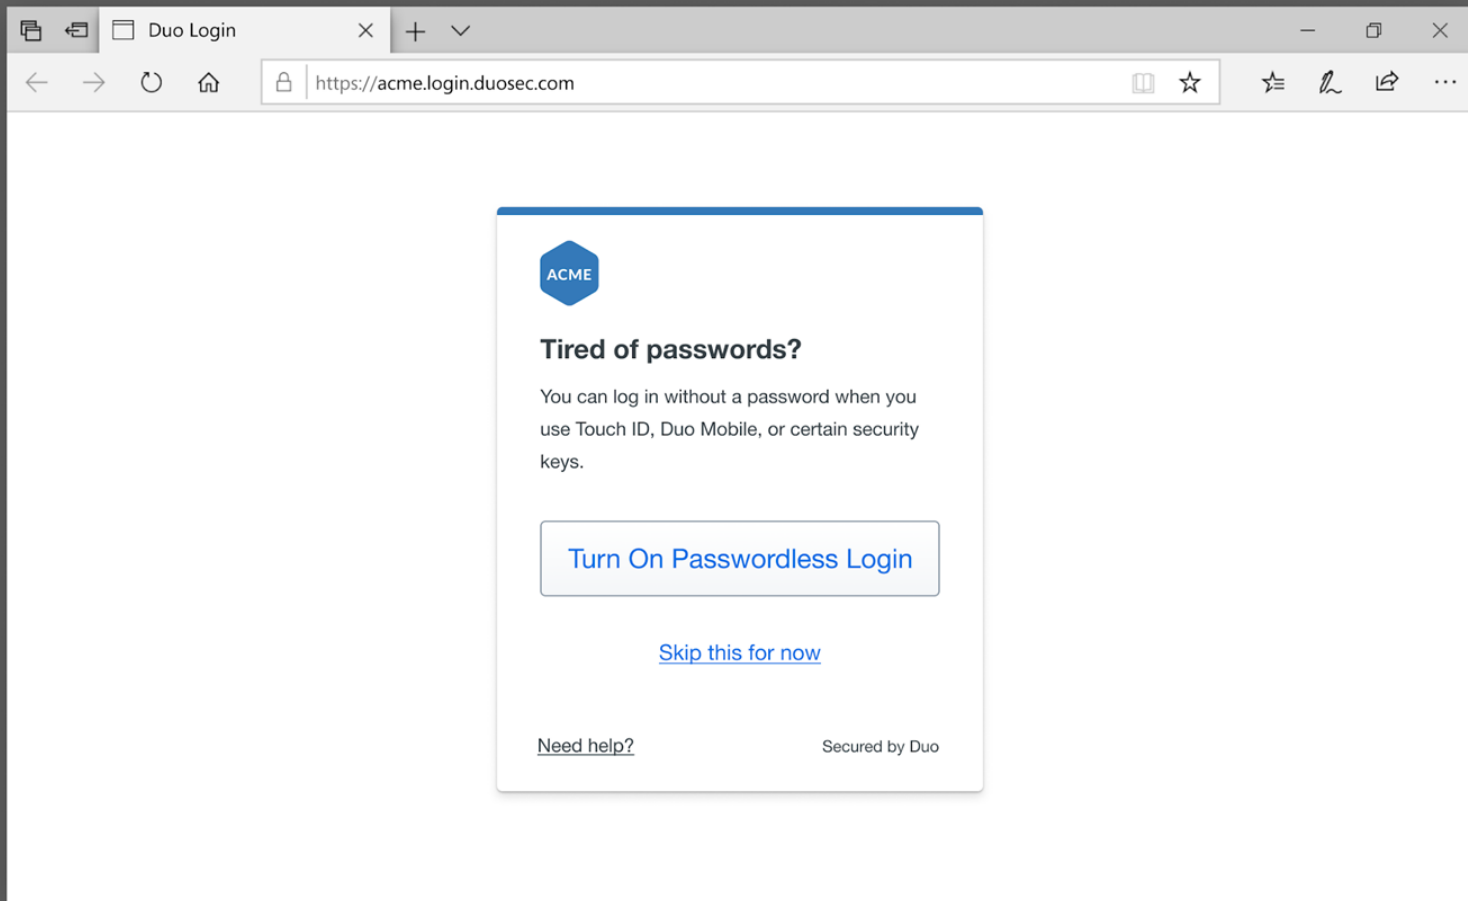 Duo Login
https://acme.login.duosec.com
ACME
Tired of passwords?
You can log in without a password when you
use Touch ID, Duo Mobile, or certain security
keys.
Turn On Passwordless Login
Skip this for now
Need help? Secured by Duo